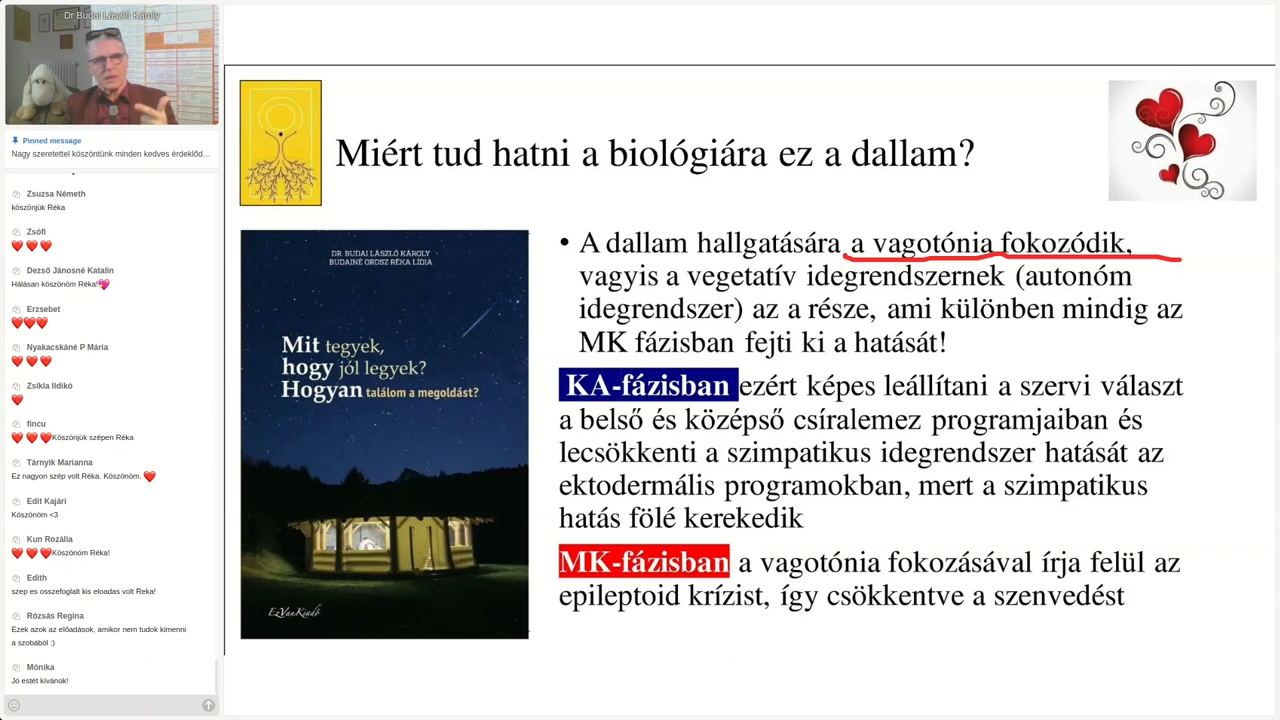 Dr Budai László Károly
Pinned message
Nagy szeretettel köszöntünk minden kedves érdeklőd…
Zsuzsa Németh
köszönjük Réka
Zsófi
Dezső Jánosné Katalin
Hálásan köszönöm Réka!
Erzsebet
Nyakacskáné P Mária
Zsikla Ildikó
fincu
Köszönjük szépen Réka
Tárnyik Marianna
Ez nagyon szép volt Réka. Köszönöm.
Edit Kajári
Köszönöm <3
Kun Rozália
Köszönöm Réka!
Edith
szep es osszefoglalt kis eloadas volt Reka!
Rózsás Regina
Ezek azok az előadások, amikor nem tudok kimenni
a szobából :)
Mónika
Jó estét kívánok!
Miért tud hatni a biológiára ez a dallam?
DR. BUDAI LÁSZLÓ KÁROLY
BUDAINÉ OROSZ RÉKA LÍDIA
Mit tegyek,
hogy jól legyek?
Hogyan találom a megoldást?
EzVanKiadó
• A dallam hallgatására a vagotónia fokozódik,
vagyis a vegetatív idegrendszernek (autonóm
idegrendszer) az a része, ami különben mindig az
MK fázisban fejti ki a hatását!
KA-fázisban ezért képes leállítani a szervi választ
a belső és középső csíralemez programjaiban és
lecsökkenti a szimpatikus idegrendszer hatását az
ektodermális programokban, mert a szimpatikus
hatás fölé kerekedik
MK-fázisban a vagotónia fokozásával írja felül az
epileptoid krízist, így csökkentve a szenvedést